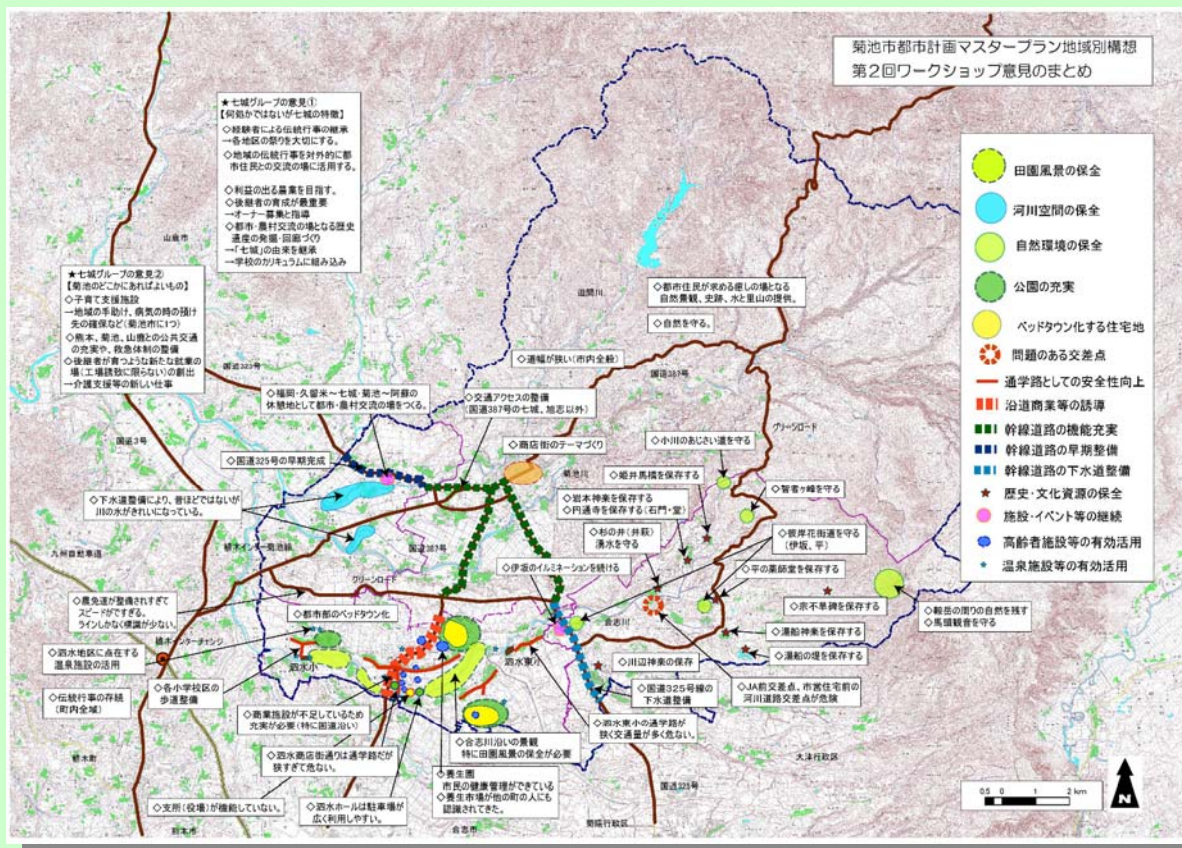 菊池市都市計画マスタープラン地域別構想
第2回ワークショップ意見のまとめ
★七城グループの意見①
【何処かではないが七城の特徴】
◇経験者による伝統行事の継承
→各地区の祭りを大切にする。
◇地域の伝統行事を対外的に都
市住民との交流の場に活用する。
◇利益の出る農業を目指す。
◇後継者の育成が最重要
→オーナー募集と指導
◇都市・農村交流の場となる歴史
遺産の発掘・回廊づくり
→「七城」の由来を継承
→学校のカリキュラムに組み込み
山鹿市
★七城グループの意見②
【菊池のどこかにあればよいもの】
◇子育て支援施設
→地域の手助け、病気の時の預け
先の確保など(菊池市に1つ)
◇熊本、菊池、山鹿との公共交通
の充実や、救急体制の整備
◇後継者が育つような新たな就業の
場(工場誘致に限らない)の創出
→介護支援等の新しい仕事
田園風景の保全
河川空間の保全
自然環境の保全
公園の充実
ベッドタウン化する住宅地
問題のある交差点
通学路としての安全性向上
沿道商業等の誘導
幹線道路の機能充実
幹線道路の早期整備
幹線道路の下水道整備
歴史・文化資源の保全
施設・イベント等の継続
高齢者施設等の有効活用
温泉施設等の有効活用
迫間川
◇都市住民が求める癒しの場となる
自然景観、史跡、水と里山の提供。
◇自然を守る。
◇道幅が狭い(市内全般)
国道387号
国道325号
国道3号
◇福岡・久留米～七城・菊池～阿蘇の
休憩地として都市・農村交流の場をつくる。
◇交通アクセスの整備
(国道387号の七城、旭志以外)
◇商店街のテーマづくり
グリーンロード
◇小川のあじさい道を守る
◇国道325号の早期完成
菊池川
◇姫井馬橋を保存する
◇岩本神楽を保存する
◇円通寺を保存する(石門・堂)
◇鞍岳の周りの自然を残す
◇馬頭観音を守る
◇下水道整備により、昔ほどではないが
川の水がきれいになっている。
◇杉の井(井萩)
湧水を守る
◇彼岸花街道を守る
(伊坂、平)
九州自動車道
植木インター菊池線
国道387号
◇伊坂のイルミネーションを続ける
◇平の薬師堂を保存する
グリーンロード
◇農免道が整備されすぎて
スピードがですぎる。
ラインしかなく標識が少ない。
◇都市部のベッドタウン化
合志川
◇宗不旱碑を保存する
◇湯船神楽を保存する
植木インターチェンジ
◇泗水地区に点在する
温泉施設の活用
泗水小
泗水東小
◇川辺神楽の保存
◇湯船の堤を保存する
◇伝統行事の存続
(町内全域)
◇各小学校区の
歩道整備
◇国道325号線の
下水道整備
◇JA前交差点、市営住宅前の
河川道路交差点が危険
◇商業施設が不足しているため
充実が必要(特に国道沿い)
◇泗水東小の通学路が
狭く交通量が多く危ない。
◇泗水商店街通りは通学路だが
狭すぎて危ない。
◇合志川沿いの景観
特に田園風景の保全が必要
植木町
大津行政区
◇養生園
市民の健康管理ができている
◇養生市場が他の町の人にも
認識されてきた。
国道325号
◇支所(役場)が機能していない。
◇泗水ホールは駐車場が
広く利用しやすい。
熊本市
合志市
菊陽行政区
0.5 0 1 2 km
N